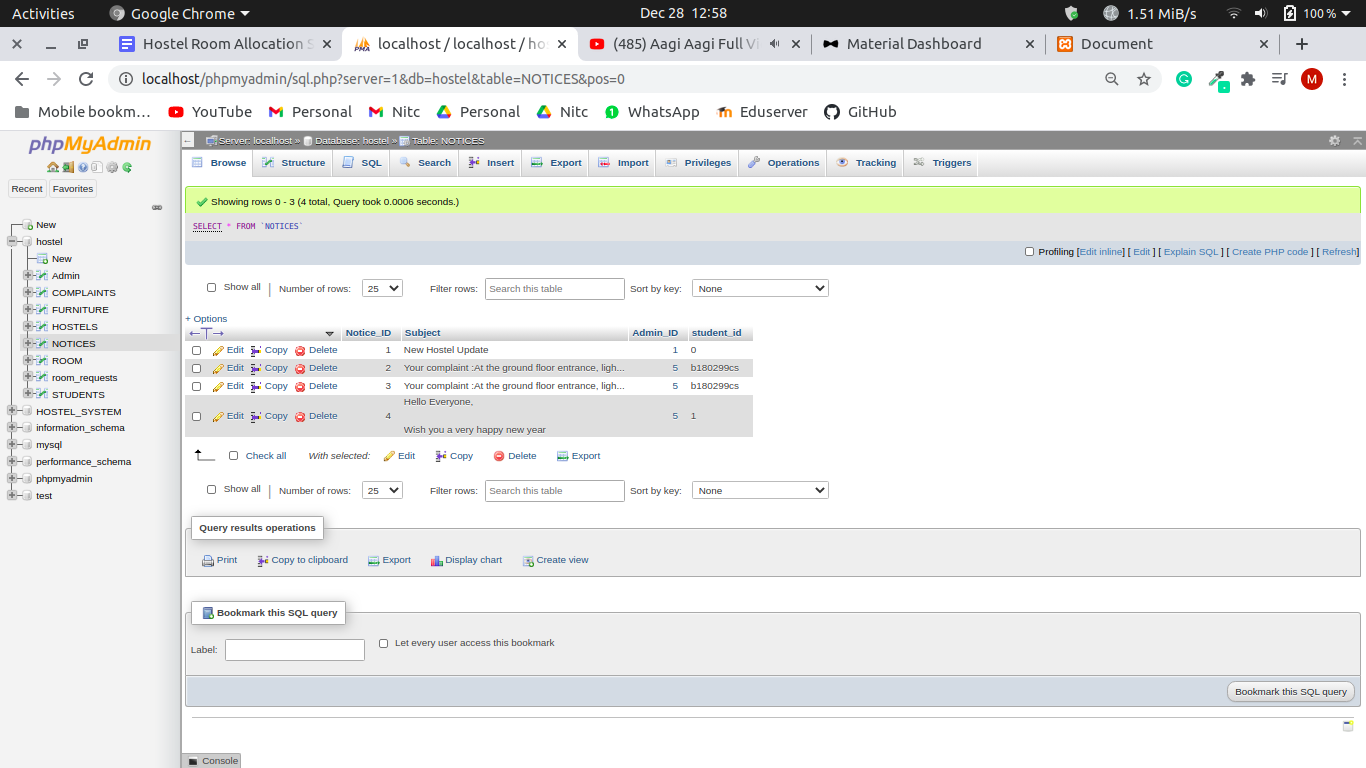 Activities Google Chrome Dec 28 12:58 1.51 MiB/s 100 %
Hostel Room Allocation S localhost / localhost / ho (485) Aagi Aagi Full Vi Material Dashboard Document
localhost/phpmyadmin/sql.php?server=1&db=hostel&table=NOTICES&pos=0 M
Mobile bookm... YouTube Personal Nitc Personal Nitc WhatsApp Eduserver GitHub
phpMyAdmin
Recent Favorites
New
hostel
New
Admin
COMPLAINTS
FURNITURE
HOSTELS
NOTICES
ROOM
room_requests
STUDENTS
HOSTEL_SYSTEM
information_schema
mysql
performance_schema
phpmyadmin
test
Server: localhost » Database: hostel » Table: NOTICES
Browse Structure SQL Search Insert Export Import Privileges Operations Tracking Triggers
Showing rows 0 - 3 (4 total, Query took 0.0006 seconds.)
SELECT * FROM `NOTICES`
Profiling [Edit inline] [ Edit ] [ Explain SQL ] [ Create PHP code ] [ Refresh]
Show all | Number of rows: 25 Filter rows: Search this table Sort by key: None
+ Options
←T→ Notice_ID Subject Admin_ID student_id
Edit Copy Delete 1 New Hostel Update 1 0
Edit Copy Delete 2 Your complaint :At the ground floor entrance, ligh... 5 b180299cs
Edit Copy Delete 3 Your complaint :At the ground floor entrance, ligh... 5 b180299cs
Hello Everyone,
Edit Copy Delete 4 5 1
Wish you a very happy new year
Check all With selected: Edit Copy Delete Export
Show all | Number of rows: 25 Filter rows: Search this table Sort by key: None
Query results operations
Print Copy to clipboard Export Display chart Create view
Bookmark this SQL query
Label: Let every user access this bookmark
Bookmark this SQL query
Console